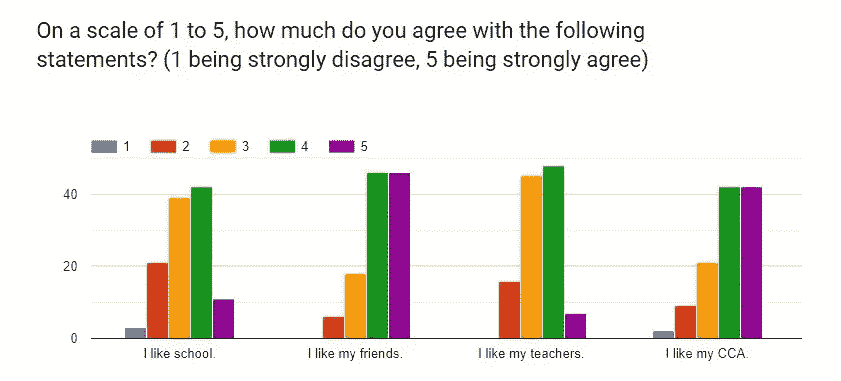 On a scale of 1 to 5, how much do you agree with the following
statements? (1 being strongly disagree, 5 being strongly agree)
1 2 3 4 5
40
20
0
I like school. I like my friends. I like my teachers. I like my CCA.